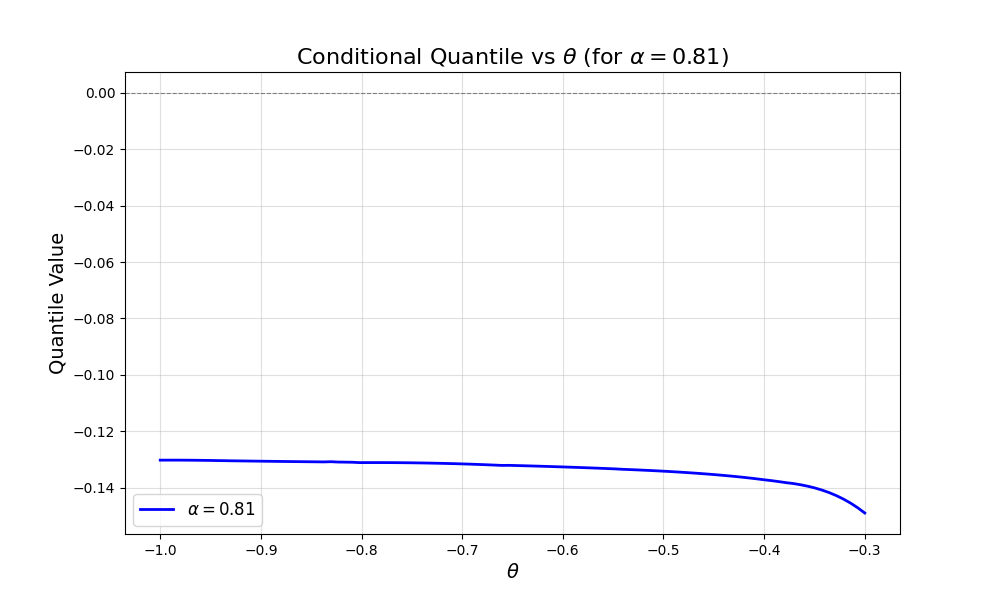 Conditional Quantile vs θ (for α = 0.81)
Quantile Value
0.00
−0.02
−0.04
−0.06
−0.08
−0.10
−0.12
−0.14
α = 0.81
−1.0 −0.9 −0.8 −0.7 −0.6 −0.5 −0.4 −0.3
θ